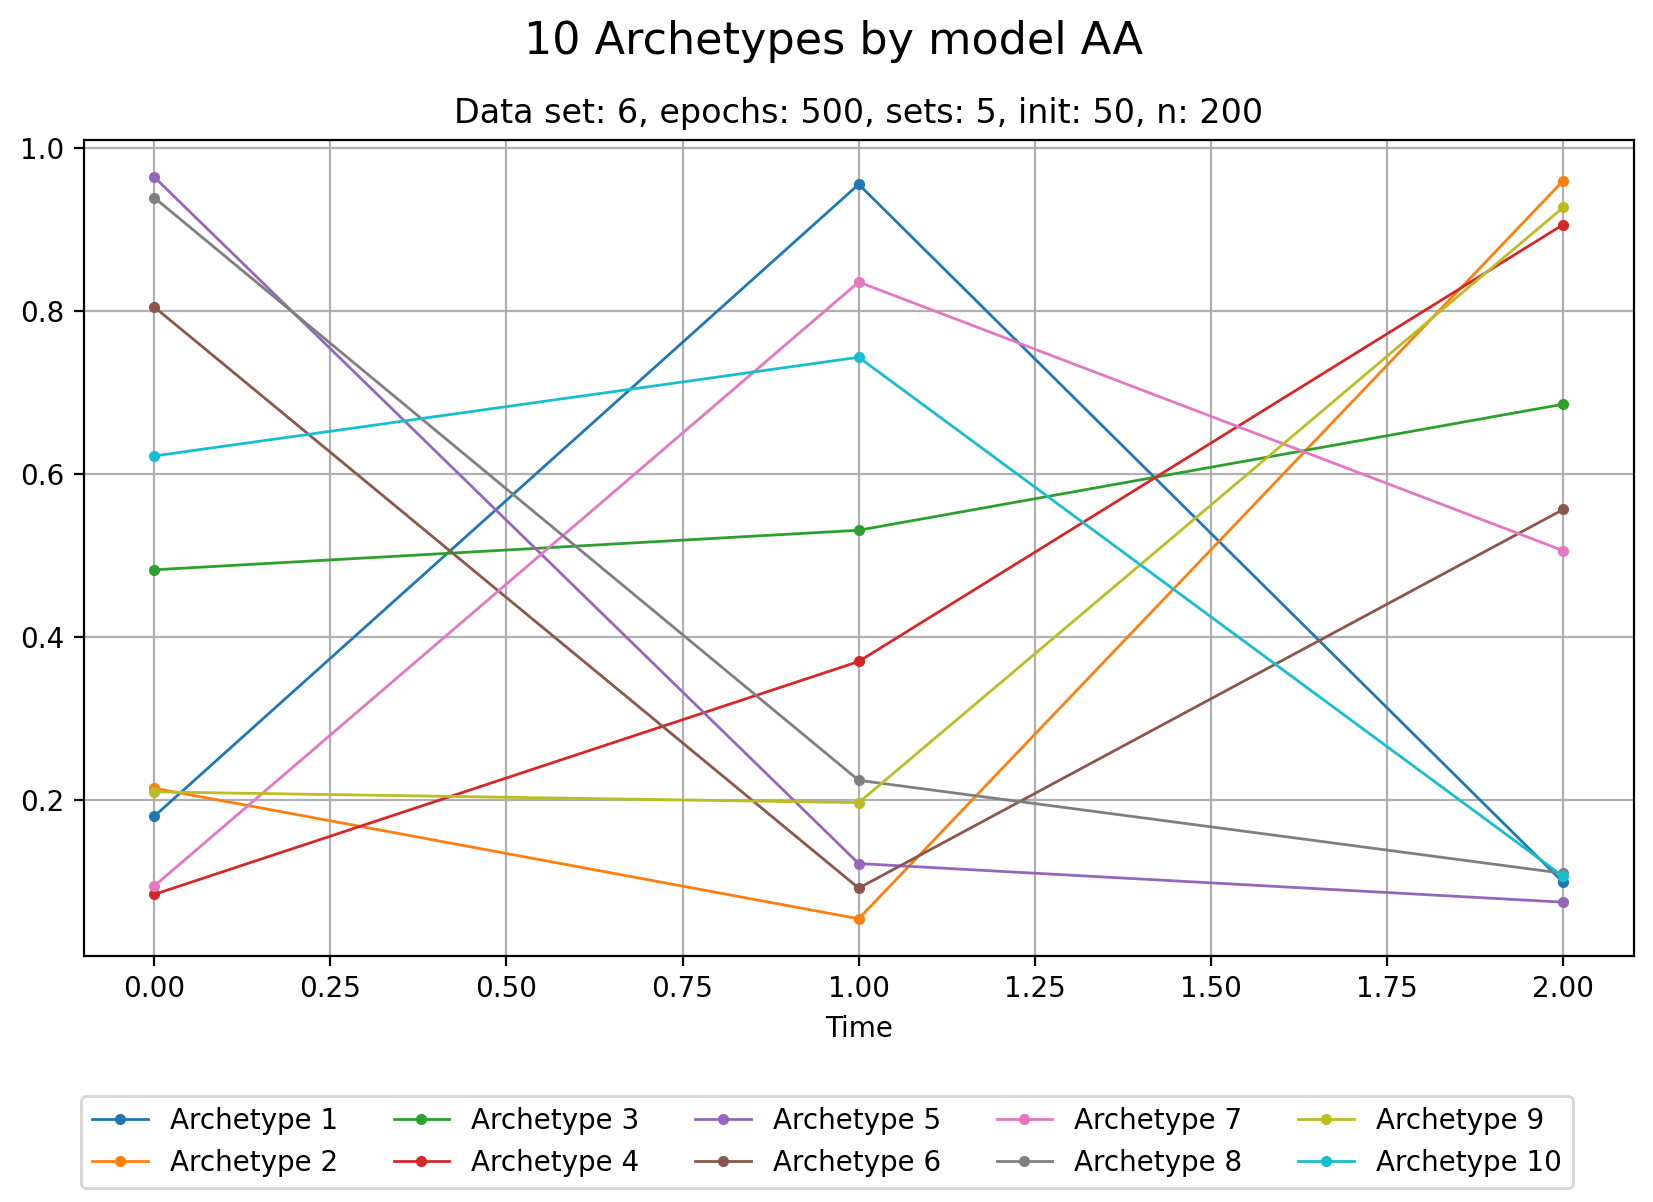 10 Archetypes by model AA
Data set: 6, epochs: 500, sets: 5, init: 50, n: 200
1.0
0.8
0.6
0.4
0.2
0.00 0.25 0.50 0.75 1.00 1.25 1.50 1.75 2.00
Time
Archetype 1 Archetype 3 Archetype 5 Archetype 7 Archetype 9
Archetype 2 Archetype 4 Archetype 6 Archetype 8 Archetype 10